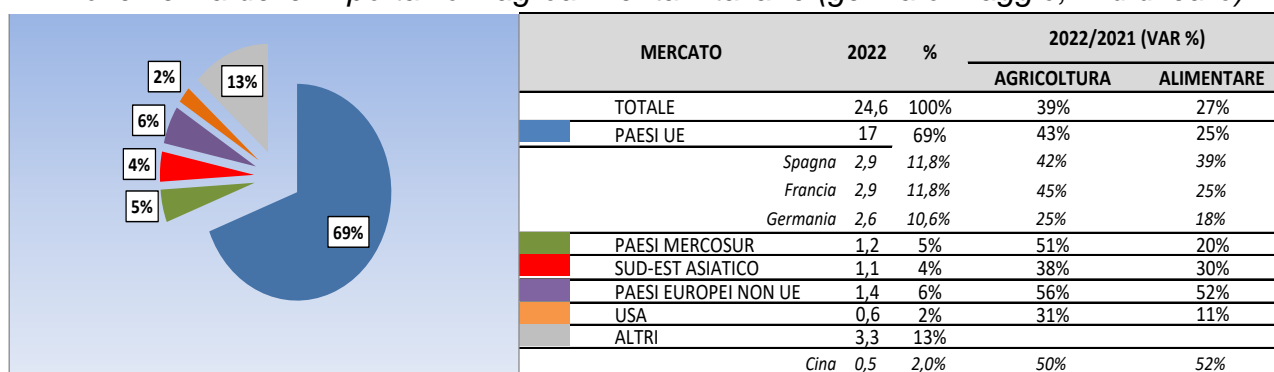 MERCATO 2022 % 2022/2021 (VAR %)
AGRICOLTURA ALIMENTARE
TOTALE 24,6 100% 39% 27%
PAESI UE 17 69% 43% 25%
Spagna 2,9 11,8% 42% 39%
Francia 2,9 11,8% 45% 25%
Germania 2,6 10,6% 25% 18%
PAESI MERCOSUR 1,2 5% 51% 20%
SUD-EST ASIATICO 1,1 4% 38% 30%
PAESI EUROPEI NON UE 1,4 6% 56% 52%
USA 0,6 2% 31% 11%
ALTRI 3,3 13%
Cina 0,5 2,0% 50% 52%
13%
2%
6%
4%
5%
69%